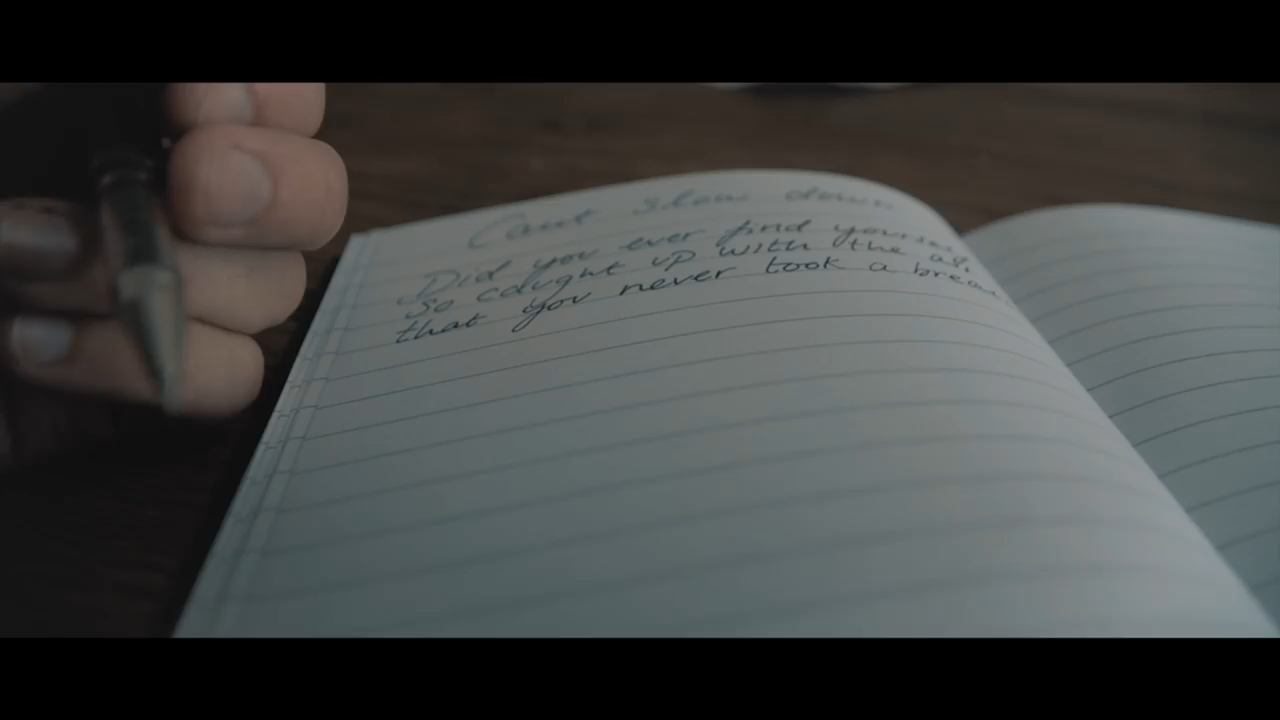 Cant slow down
Did you ever find yourself
so caught up with the
that you never took a